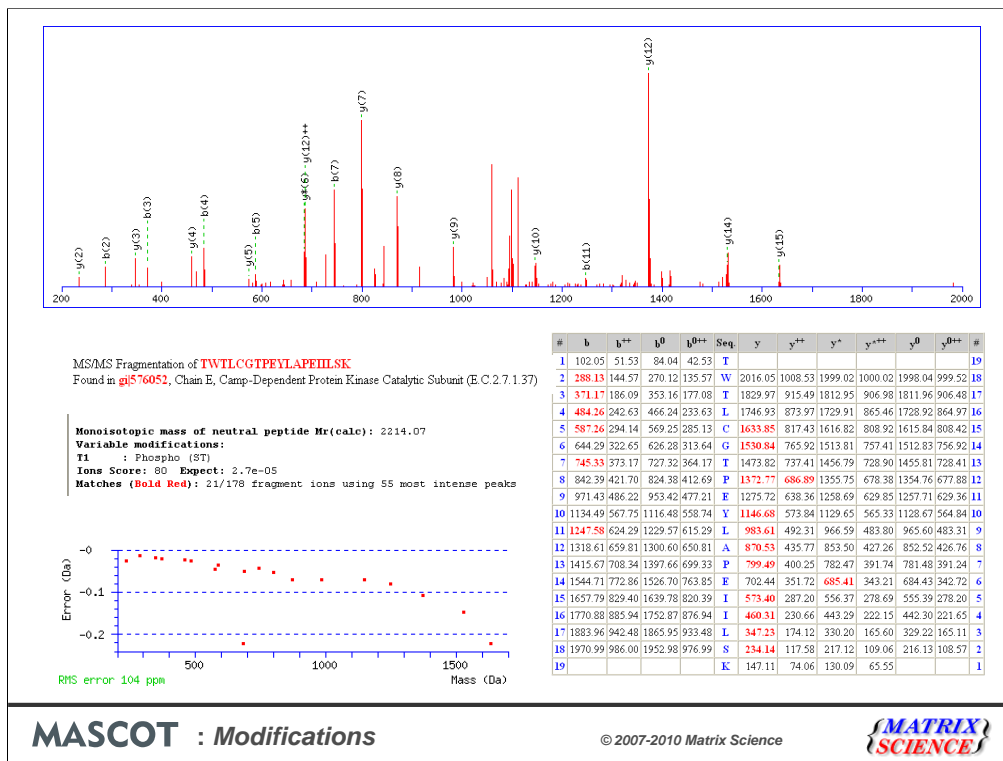 y(2)
b(2)
y(3)
b(3)
y(4)
b(4)
y(5)
b(5)
y*(6)
y(12)++
b(7)
y(7)
y(8)
y(9)
y(10)
b(11)
y(12)
y(14)
y(15)
200 400 600 800 1000 1200 1400 1600 1800 2000
MS/MS Fragmentation of TWTLCGTPEYLAPEIILSK
Found in gi|576052, Chain E, Camp-Dependent Protein Kinase Catalytic Subunit (E.C.2.7.1.37)
Monoisotopic mass of neutral peptide Mr(calc): 2214.07
Variable modifications:
T1 : Phospho (ST)
Ions Score: 80 Expect: 2.7e-05
Matches (Bold Red): 21/178 fragment ions using 55 most intense peaks
Error (Da)
-0
-0.1
-0.2
500 1000 1500
RMS error 104 ppm
Mass (Da)
# b b++ b0 b0++ Seq. y y++ y* y*++ y0 y0++ #
1 102.05 51.53 84.04 42.53 T 19
2 288.13 144.57 270.12 135.57 W 2016.05 1008.53 1999.02 1000.02 1998.04 999.52 18
3 371.17 186.09 353.16 177.08 T 1829.97 915.49 1812.95 906.98 1811.96 906.48 17
4 484.26 242.63 466.24 233.63 L 1746.93 873.97 1729.91 865.46 1728.92 864.97 16
5 587.26 294.14 569.25 285.13 C 1633.85 817.43 1616.82 808.92 1615.84 808.42 15
6 644.29 322.65 626.28 313.64 G 1530.84 765.92 1513.81 757.41 1512.83 756.92 14
7 745.33 373.17 727.32 364.17 T 1473.82 737.41 1456.79 728.90 1455.81 728.41 13
8 842.39 421.70 824.38 412.69 P 1372.77 686.89 1355.75 678.38 1354.76 677.88 12
9 971.43 486.22 953.42 477.21 E 1275.72 638.36 1258.69 629.85 1257.71 629.36 11
10 1134.49 567.75 1116.48 558.74 Y 1146.68 573.84 1129.65 565.33 1128.67 564.84 10
11 1247.58 624.29 1229.57 615.29 L 983.61 492.31 966.59 483.80 965.60 483.31 9
12 1318.61 659.81 1300.60 650.81 A 870.53 435.77 853.50 427.26 852.52 426.76 8
13 1415.67 708.34 1397.66 699.33 P 799.49 400.25 782.47 391.74 781.48 391.24 7
14 1544.71 772.86 1526.70 763.85 E 702.44 351.72 685.41 343.21 684.43 342.72 6
15 1657.79 829.40 1639.78 820.39 I 573.40 287.20 556.37 278.69 555.39 278.20 5
16 1770.88 885.94 1752.87 876.94 I 460.31 230.66 443.29 222.15 442.30 221.65 4
17 1883.96 942.48 1865.95 933.48 L 347.23 174.12 330.20 165.60 329.22 165.11 3
18 1970.99 986.00 1952.98 976.99 S 234.14 117.58 217.12 109.06 216.13 108.57 2
19 K 147.11 74.06 130.09 65.55 1
MASCOT : Modifications
© 2007-2010 Matrix Science
{MATRIX SCIENCE}